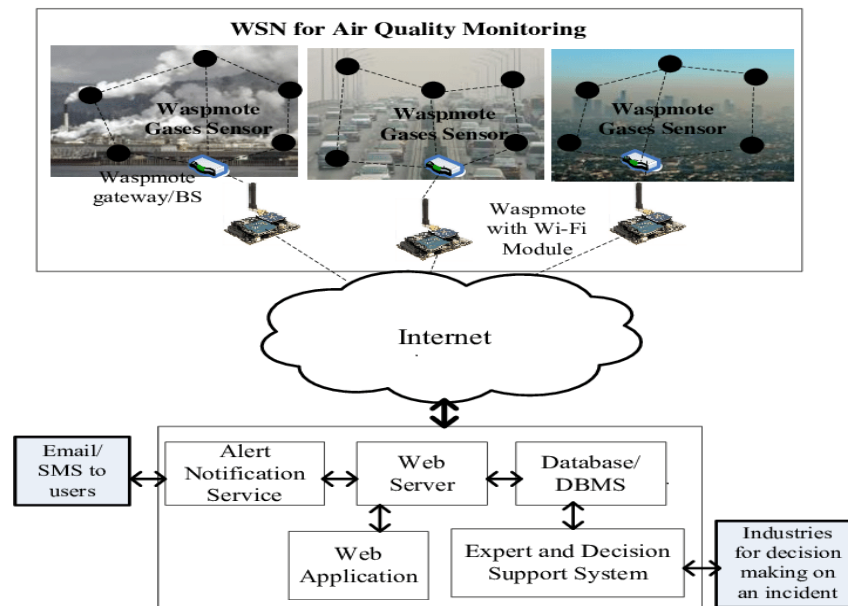 WSN for Air Quality Monitoring
Waspmote
Gases Sensor
Waspmote
Gases Sensor
Waspmote
Gases Sensor
Waspmote
gateway/BS
Waspmote
with Wi-Fi
Module
Internet
Email/
SMS to
users
Alert
Notification
Service
Web
Server
Database/
DBMS
Web
Application
Expert and Decision
Support System
Industries
for decision
making on
an incident